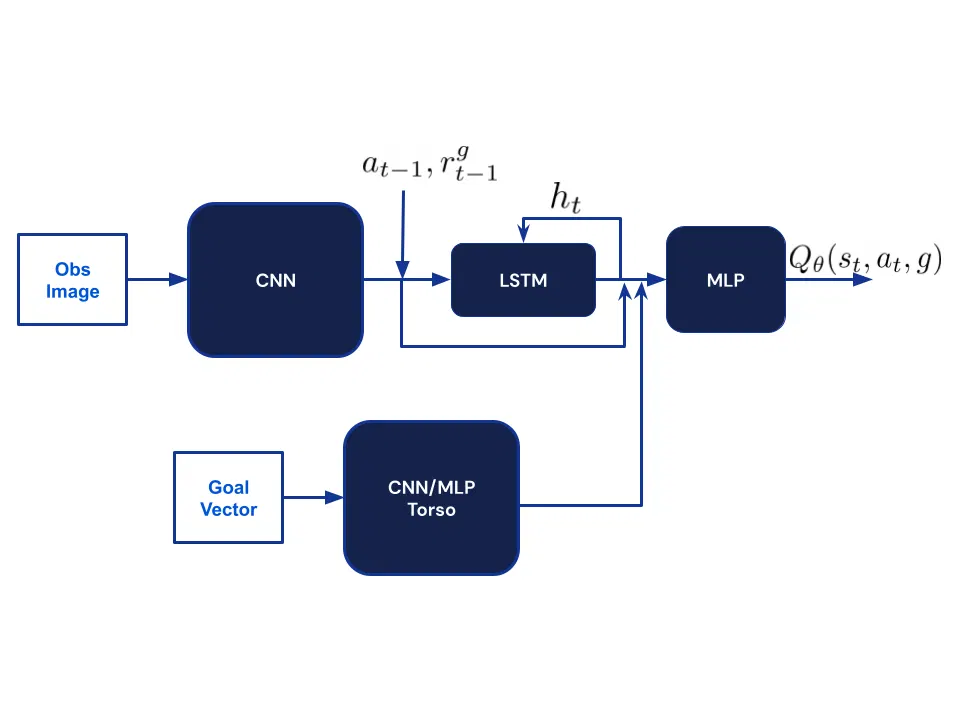 a_{t−1}, r^g_{t−1}
h_t
Obs
Image
CNN
LSTM
MLP
Q_θ(s_t, a_t, g)
Goal
Vector
CNN/MLP
Torso